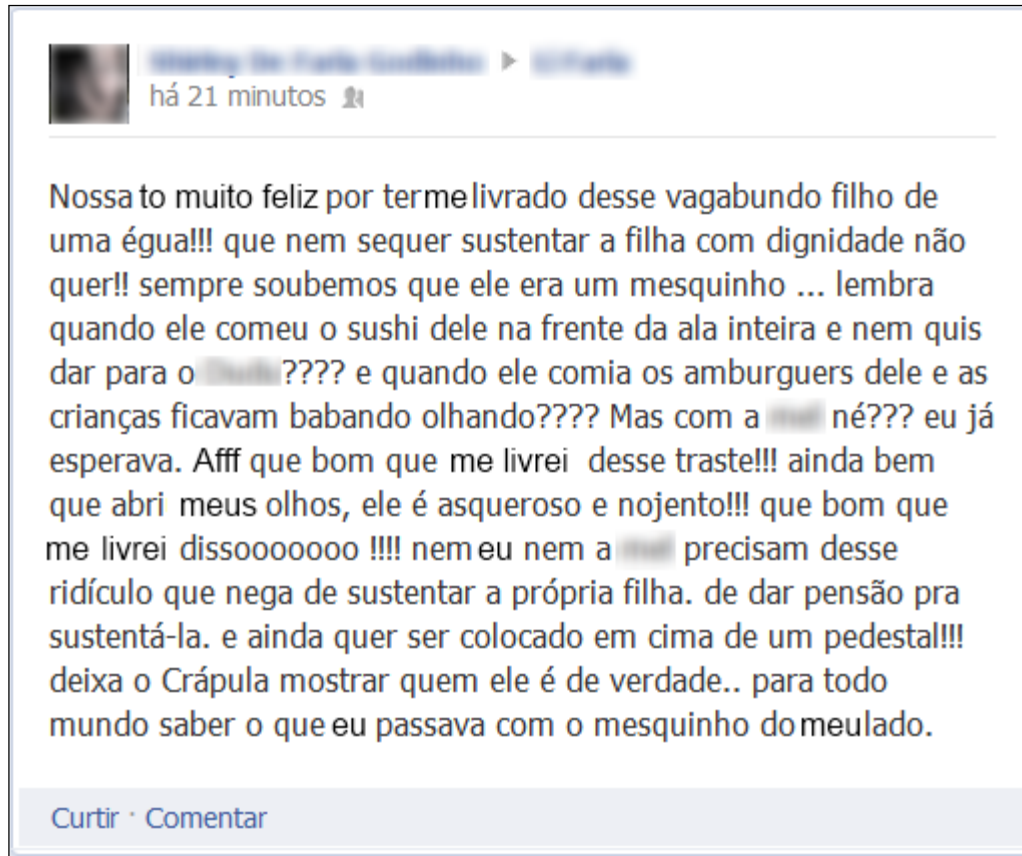 há 21 minutos
Nossa to muito feliz por ter me livrado desse vagabundo filho de
uma égua!!! que nem sequer sustentar a filha com dignidade não
quer!! sempre soubemos que ele era um mesquinho ... lembra
quando ele comeu o sushi dele na frente da ala inteira e nem quis
dar para o ???? e quando ele comia os amburguers dele e as
crianças ficavam babando olhando???? Mas com a né??? eu já
esperava. Afff que bom que me livrei desse traste!!! ainda bem
que abri meus olhos, ele é asqueroso e nojento!!! que bom que
me livrei dissooooooo !!!! nem eu nem a precisam desse
ridículo que nega de sustentar a própria filha. de dar pensão pra
sustentá-la. e ainda quer ser colocado em cima de um pedestal!!!
deixa o Crápula mostrar quem ele é de verdade.. para todo
mundo saber o que eu passava com o mesquinho do meu lado.
Curtir · Comentar